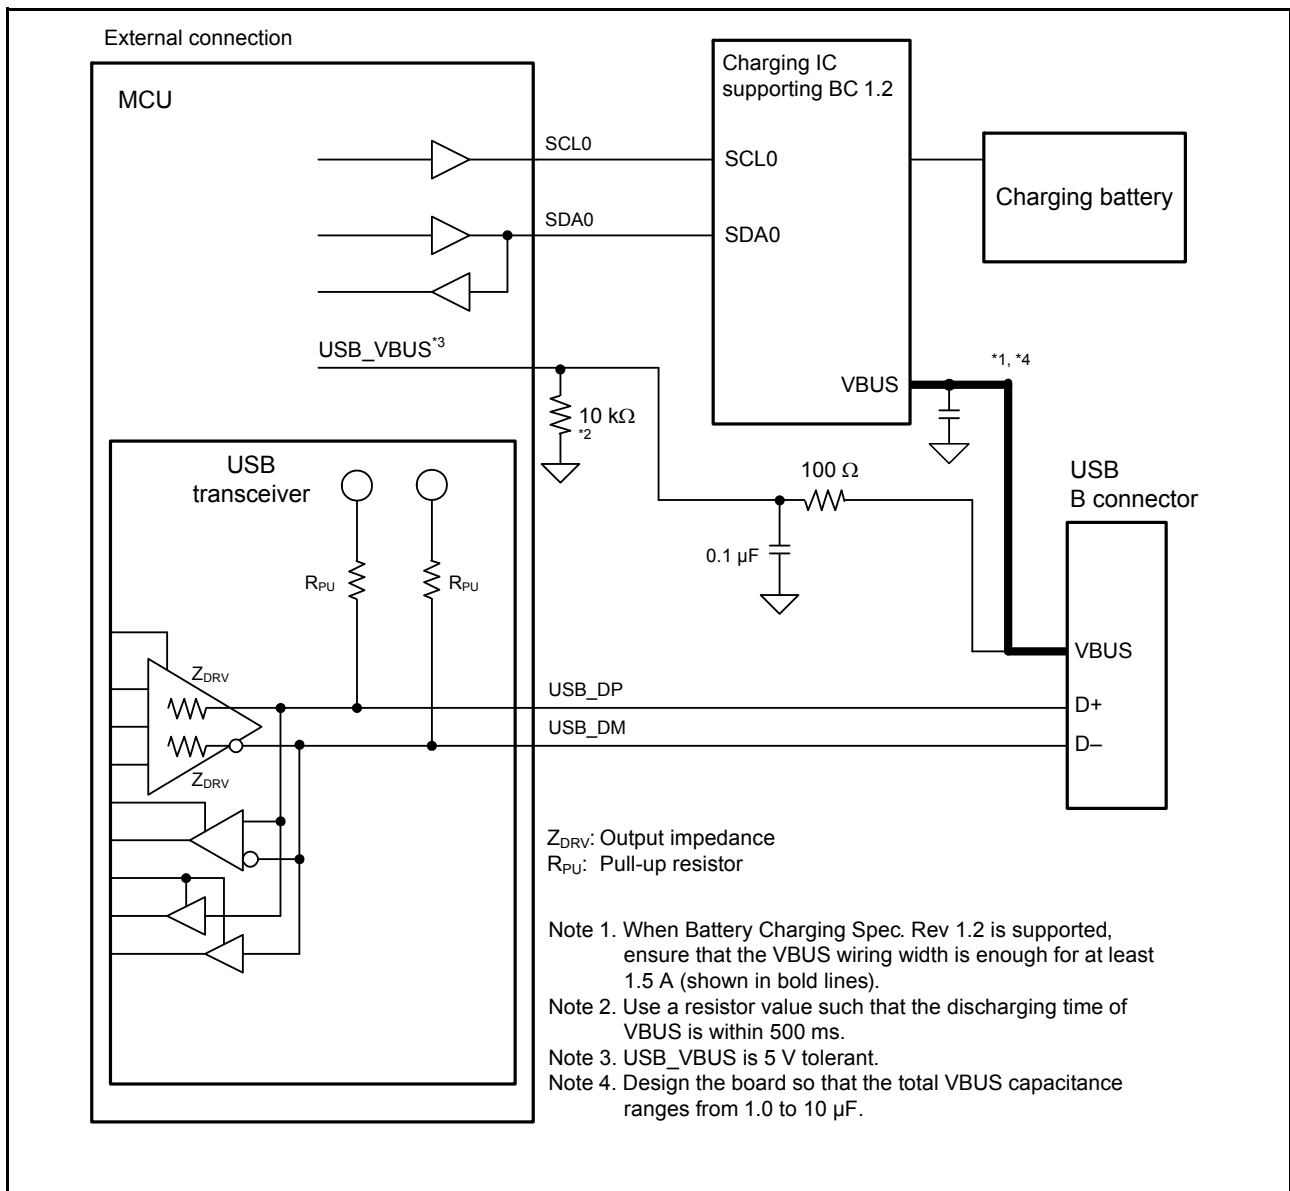 External connection
MCU
Charging IC
supporting BC 1.2
SCL0
SCL0
Charging battery
SDA0
SDA0
USB_VBUS*3
*1, *4
VBUS
10 kΩ
*2
USB
transceiver
100 Ω
USB
B connector
0.1 µF
RPU
RPU
VBUS
ZDRV
USB_DP
D+
USB_DM
D–
ZDRV
ZDRV: Output impedance
RPU: Pull-up resistor
Note 1. When Battery Charging Spec. Rev 1.2 is supported,
ensure that the VBUS wiring width is enough for at least
1.5 A (shown in bold lines).
Note 2. Use a resistor value such that the discharging time of
VBUS is within 500 ms.
Note 3. USB_VBUS is 5 V tolerant.
Note 4. Design the board so that the total VBUS capacitance
ranges from 1.0 to 10 µF.